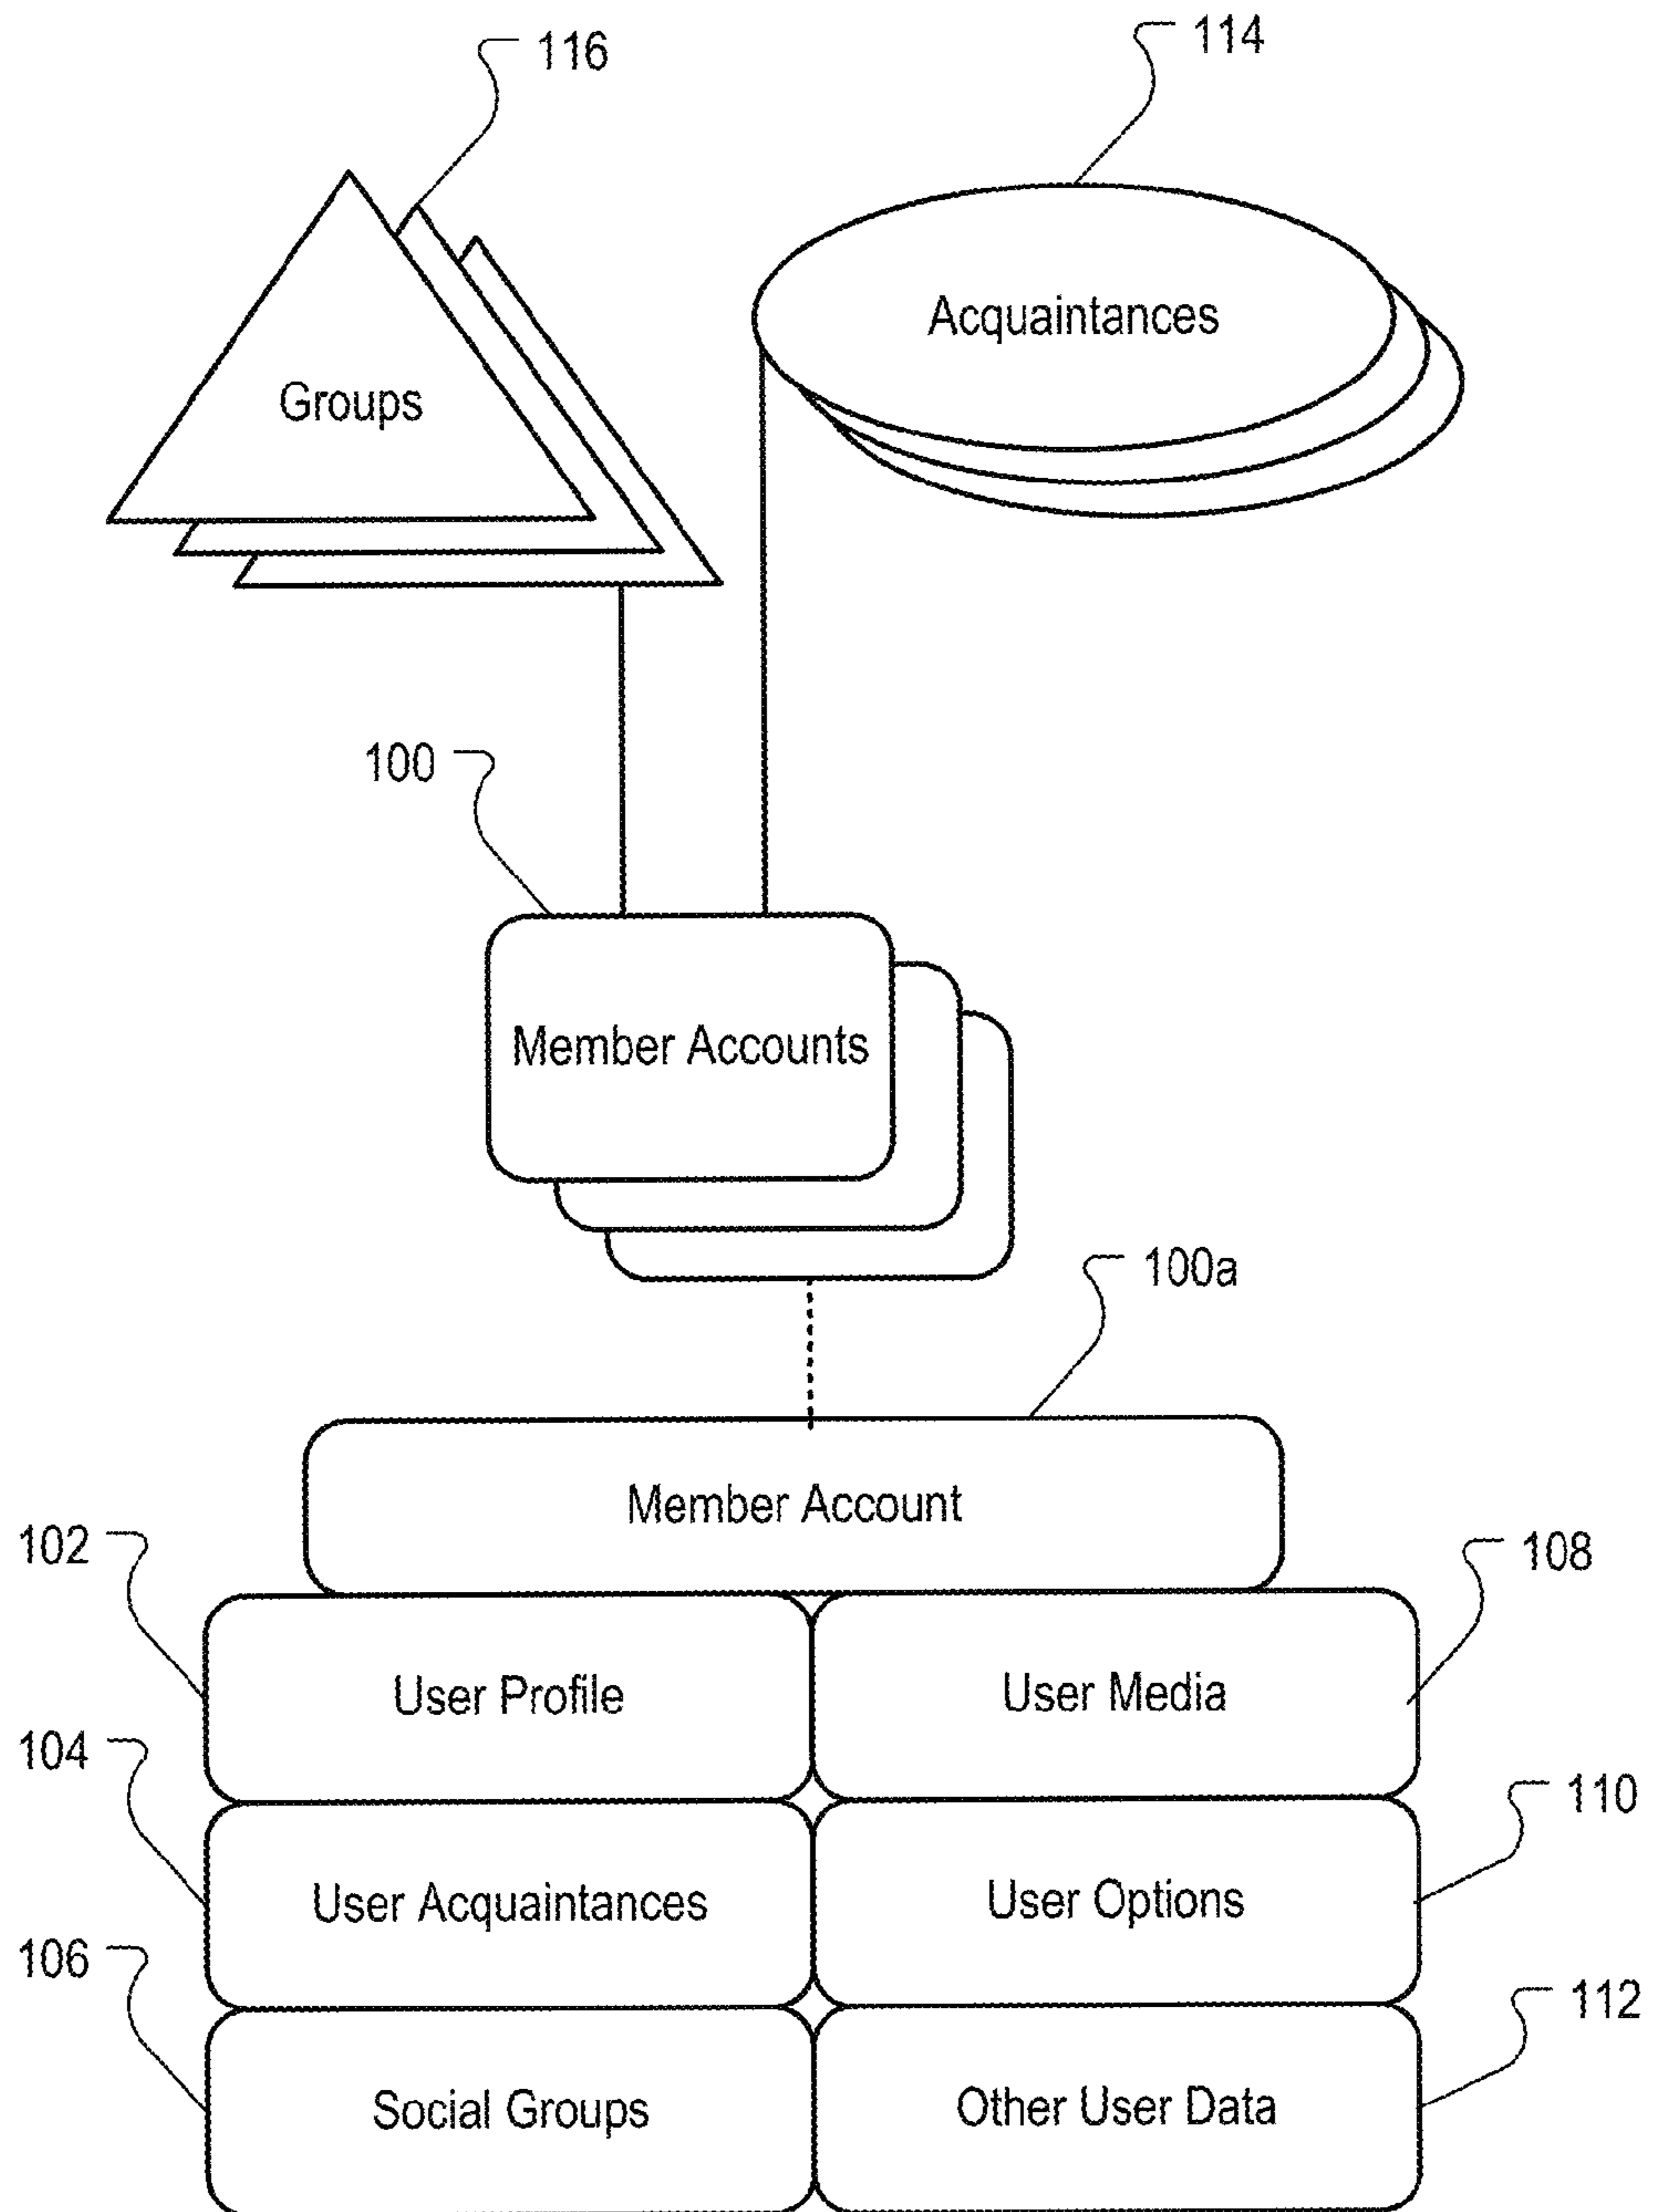 116
114
Groups
Acquaintances
100
Member Accounts
100a
Member Account
102
108
User Profile
User Media
104
110
User Acquaintances
User Options
106
112
Social Groups
Other User Data